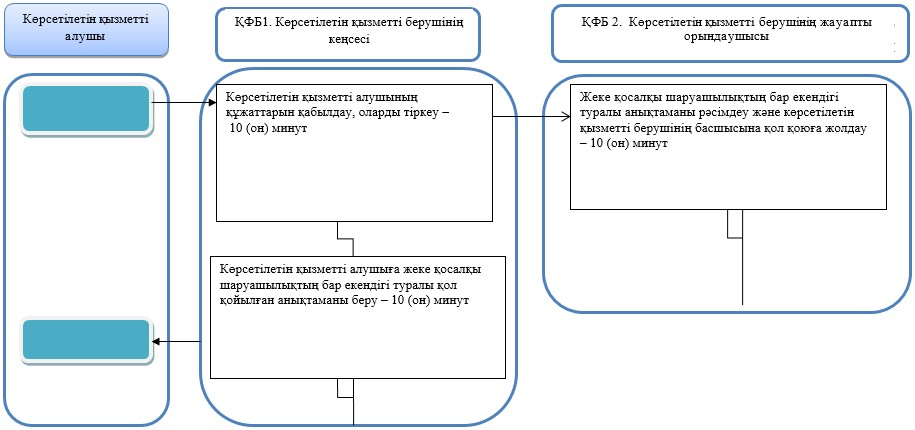 Көрсетілетін қызметті
алушы
ҚФБ1. Көрсетілетін қызметті берушінің
кеңсесі
ҚФБ 2. Көрсетілетін қызметті берушінің жауапты
орындаушысы
Көрсетілетін қызметті алушының
құжаттарын қабылдау, оларды тіркеу –
10 (он) минут
Жеке қосалқы шаруашылықтың бар екендігі
туралы анықтаманы рәсімдеу және көрсетілетін
қызметті берушінің басшысына қол қоюға жолдау
– 10 (он) минут
Көрсетілетін қызметті алушыға жеке қосалқы
шаруашылықтың бар екендігі туралы қол
қойылған анықтаманы беру – 10 (он) минут